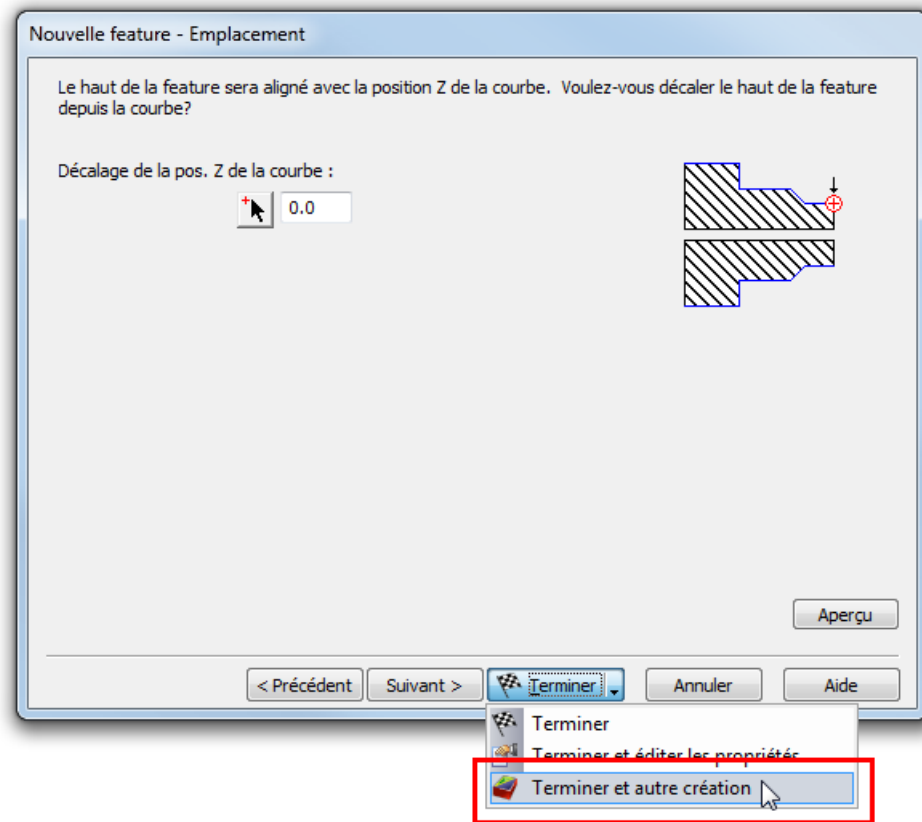 Nouvelle feature - Emplacement
Le haut de la feature sera aligné avec la position Z de la courbe. Voulez-vous décaler le haut de la feature
depuis la courbe?
Décalage de la pos. Z de la courbe :
0.0
Aperçu
< Précédent
Suivant >
Terminer
Annuler
Aide
Terminer
Terminer et éditer les propriétés
Terminer et autre création